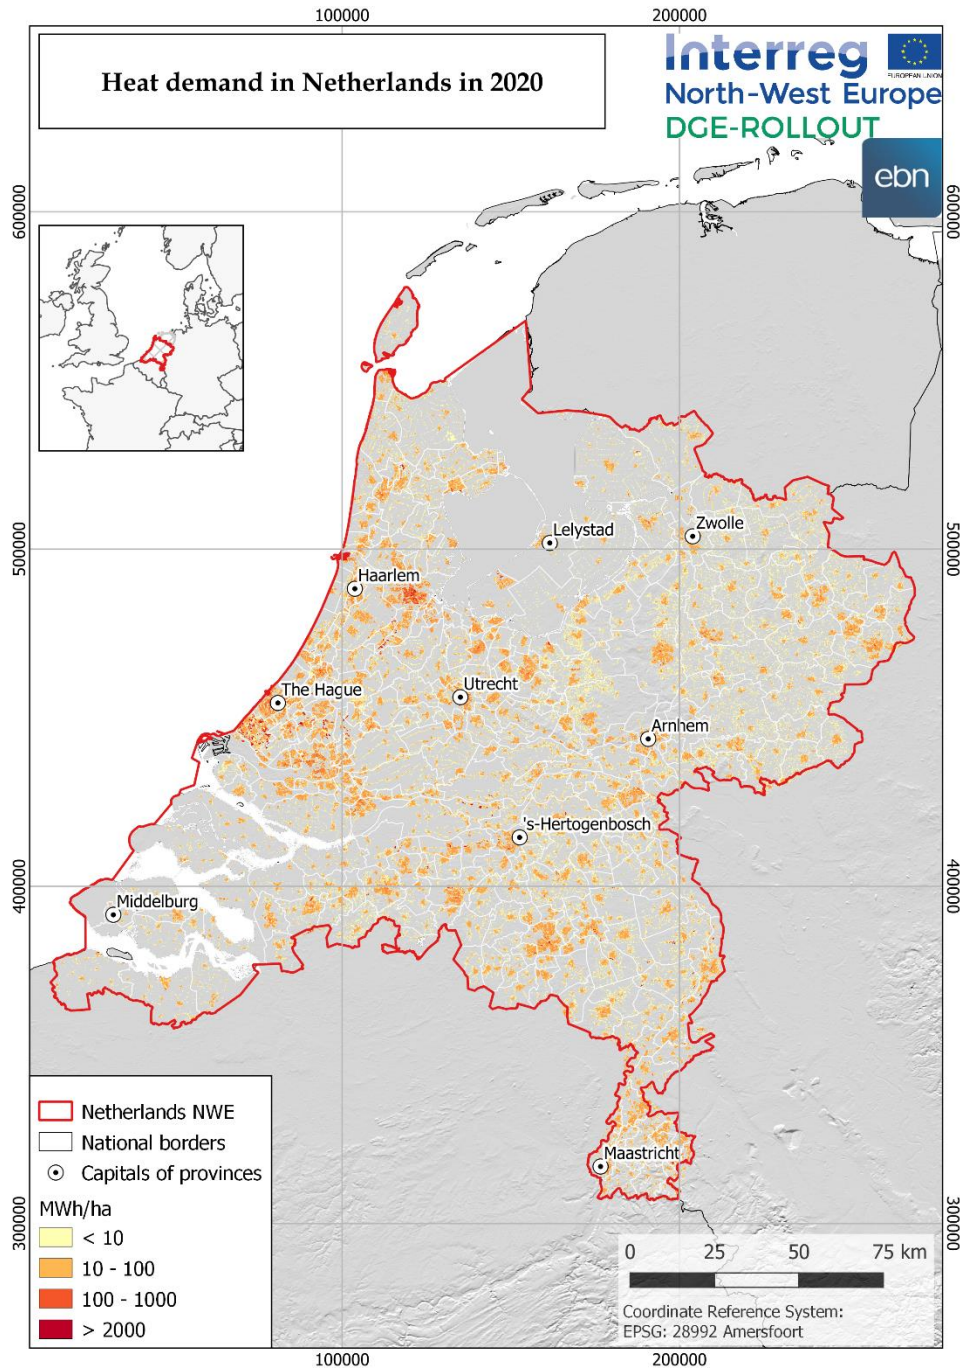 100000
200000
Heat demand in Netherlands in 2020
Interreg
EUROPEAN UNION
North-West Europe
DGE-ROLLOUT
ebn
600000
600000
500000
500000
400000
400000
300000
300000
Lelystad
Zwolle
Haarlem
The Hague
Utrecht
Arnhem
's-Hertogenbosch
Middelburg
Maastricht
Netherlands NWE
National borders
Capitals of provinces
MWh/ha
< 10
10 - 100
100 - 1000
> 2000
0 25 50 75 km
Coordinate Reference System:
EPSG: 28992 Amersfoort
100000
200000